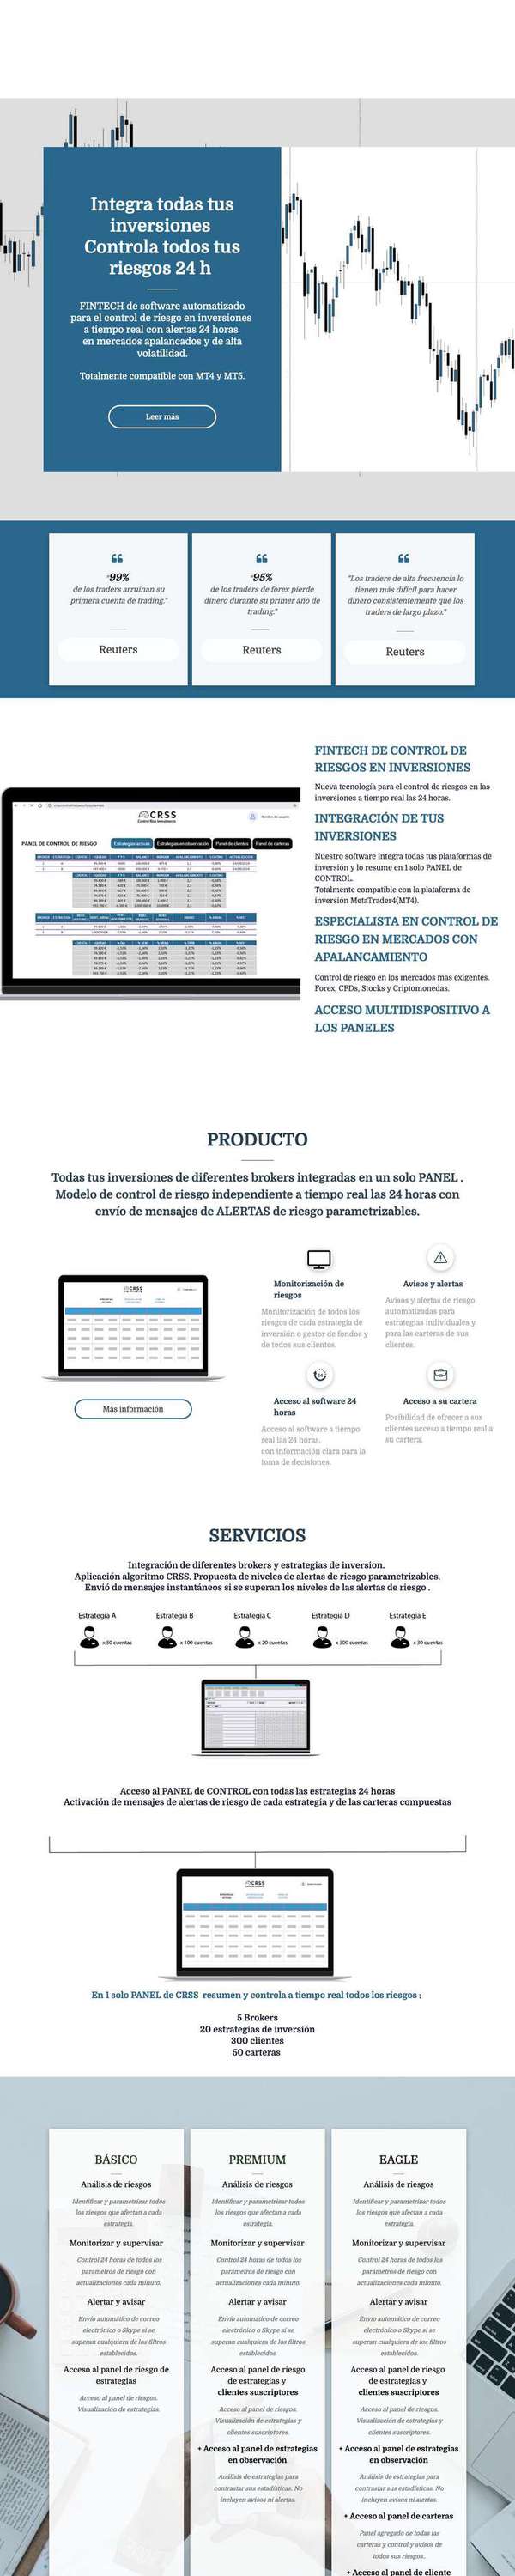 Integra todas tus
inversiones
Controla todos tus
riesgos 24 h
FINTECH de software automatizado
para el control de riesgo en inversiones
a tiempo real con alertas 24 horas
en mercados apalancados y de alta
volatilidad.
Totalmente compatible con MT4 y MT5.
Leer más
"99%
de los traders arruinan su
primera cuenta de trading."
Reuters
"95%
de los traders de forex pierde
dinero durante su primer año de
trading."
Reuters
"Los traders de alta frecuencia lo
tienen más difícil para hacer
dinero consistentemente que los
traders de largo plazo."
Reuters
CRSS
Nombre de usuario
PANEL DE CONTROL DE RIESGO
Estrategias activas
Estrategias en observación
Panel de clientes
Panel de carteras
FINTECH DE CONTROL DE
RIESGOS EN INVERSIONES
Nueva tecnología para el control de riesgos en las
inversiones a tiempo real las 24 horas.
INTEGRACIÓN DE TUS
INVERSIONES
Nuestro software integra todas tus plataformas de
inversión y lo resume en 1 solo PANEL de
CONTROL.
Totalmente compatible con la plataforma de
inversión MetaTrader4(MT4).
ESPECIALISTA EN CONTROL DE
RIESGO EN MERCADOS CON
APALANCAMIENTO
Control de riesgo en los mercados mas exigentes.
Forex, CFDs, Stocks y Criptomonedas.
ACCESO MULTIDISPOSITIVO A
LOS PANELES
PRODUCTO
Todas tus inversiones de diferentes brokers integradas en un solo PANEL .
Modelo de control de riesgo independiente a tiempo real las 24 horas con
envío de mensajes de ALERTAS de riesgo parametrizables.
CRSS
Más información
Monitorización de
riesgos
Monitorización de todos los
riesgos de cada estrategia de
inversión o gestor de fondos y
de todos sus clientes.
Avisos y alertas
Avisos y alertas de riesgo
automatizadas para
estrategias individuales y
para las carteras de sus
clientes.
24
Acceso al software 24
horas
Acceso al software a tiempo
real las 24 horas,
con información clara para la
toma de decisiones.
Acceso a su cartera
Posibilidad de ofrecer a sus
clientes acceso a tiempo real a
su cartera.
SERVICIOS
Integración de diferentes brokers y estrategias de inversion.
Aplicación algoritmo CRSS. Propuesta de niveles de alertas de riesgo parametrizables.
Envió de mensajes instantáneos si se superan los niveles de las alertas de riesgo .
Estrategia A
Estrategia B
Estrategia C
Estrategia D
Estrategia E
x 50 cuentas
x 100 cuentas
x 20 cuentas
x 300 cuentas
x 30 cuentas
Acceso al PANEL de CONTROL con todas las estrategias 24 horas
Activación de mensajes de alertas de riesgo de cada estrategia y de las carteras compuestas
CRSS
En 1 solo PANEL de CRSS resumen y controla a tiempo real todos los riesgos :
5 Brokers
20 estrategias de inversión
300 clientes
50 carteras
BÁSICO
Análisis de riesgos
Identificar y parametrizar todos
los riesgos que afectan a cada
estrategia.
Monitorizar y supervisar
Control 24 horas de todos los
parámetros de riesgo con
actualizaciones cada minuto.
Alertar y avisar
Envío automático de correo
electrónico o Skype si se
superan cualquiera de los filtros
establecidos.
Acceso al panel de riesgo de
estrategias
Acceso al panel de riesgos.
Visualización de estrategias.
PREMIUM
Análisis de riesgos
Identificar y parametrizar todos
los riesgos que afectan a cada
estrategia.
Monitorizar y supervisar
Control 24 horas de todos los
parámetros de riesgo con
actualizaciones cada minuto.
Alertar y avisar
Envío automático de correo
electrónico o Skype si se
superan cualquiera de los filtros
establecidos.
Acceso al panel de riesgo
de estrategias y
clientes suscriptores
Acceso al panel de riesgos.
Visualización de estrategias y
clientes suscriptores.
+ Acceso al panel de estrategias
en observación
Análisis de estrategias para
contrastar sus estadísticas. No
incluyen avisos ni alertas.
EAGLE
Análisis de riesgos
Identificar y parametrizar todos
los riesgos que afectan a cada
estrategia.
Monitorizar y supervisar
Control 24 horas de todos los
parámetros de riesgo con
actualizaciones cada minuto.
Alertar y avisar
Envío automático de correo
electrónico o Skype si se
superan cualquiera de los filtros
establecidos.
Acceso al panel de riesgo
de estrategias y
clientes suscriptores
Acceso al panel de riesgos.
Visualización de estrategias y
clientes suscriptores.
+ Acceso al panel de estrategias
en observación
Análisis de estrategias para
contrastar sus estadísticas. No
incluyen avisos ni alertas.
+ Acceso al panel de carteras
Panel agregado de todas las
carteras y control y avisos de
todos sus riesgos.
+ Acceso al panel de cliente